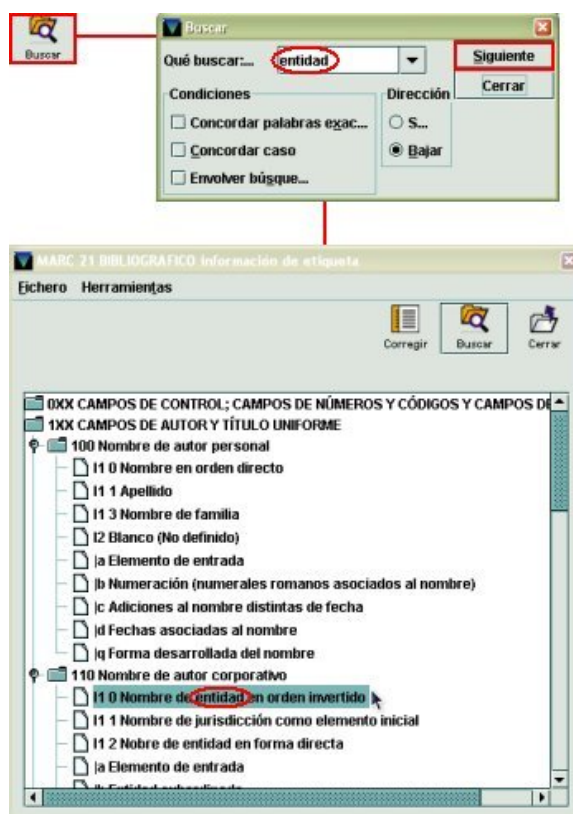 Buscar
Buscar
Qué buscar:... entidad
Siguiente
Cerrar
Condiciones
Concordar palabras exac...
Concordar caso
Envolver búsque...
Dirección
S...
Bajar
MARC 21 BIBLIOGRAFICO información de etiqueta
Fichero Herramientas
Corregir Buscar Cerrar
0XX CAMPOS DE CONTROL; CAMPOS DE NÚMEROS Y CÓDIGOS Y CAMPOS DE
1XX CAMPOS DE AUTOR Y TÍTULO UNIFORME
100 Nombre de autor personal
I1 0 Nombre en orden directo
I1 1 Apellido
I1 3 Nombre de familia
I2 Blanco (No definido)
|a Elemento de entrada
|b Numeración (numerales romanos asociados al nombre)
|c Adiciones al nombre distintas de fecha
|d Fechas asociadas al nombre
|q Forma desarrollada del nombre
110 Nombre de autor corporativo
I1 0 Nombre de entidad en orden invertido
I1 1 Nombre de jurisdicción como elemento inicial
I1 2 Nobre de entidad en forma directa
|a Elemento de entrada
|b Entidad subordinada